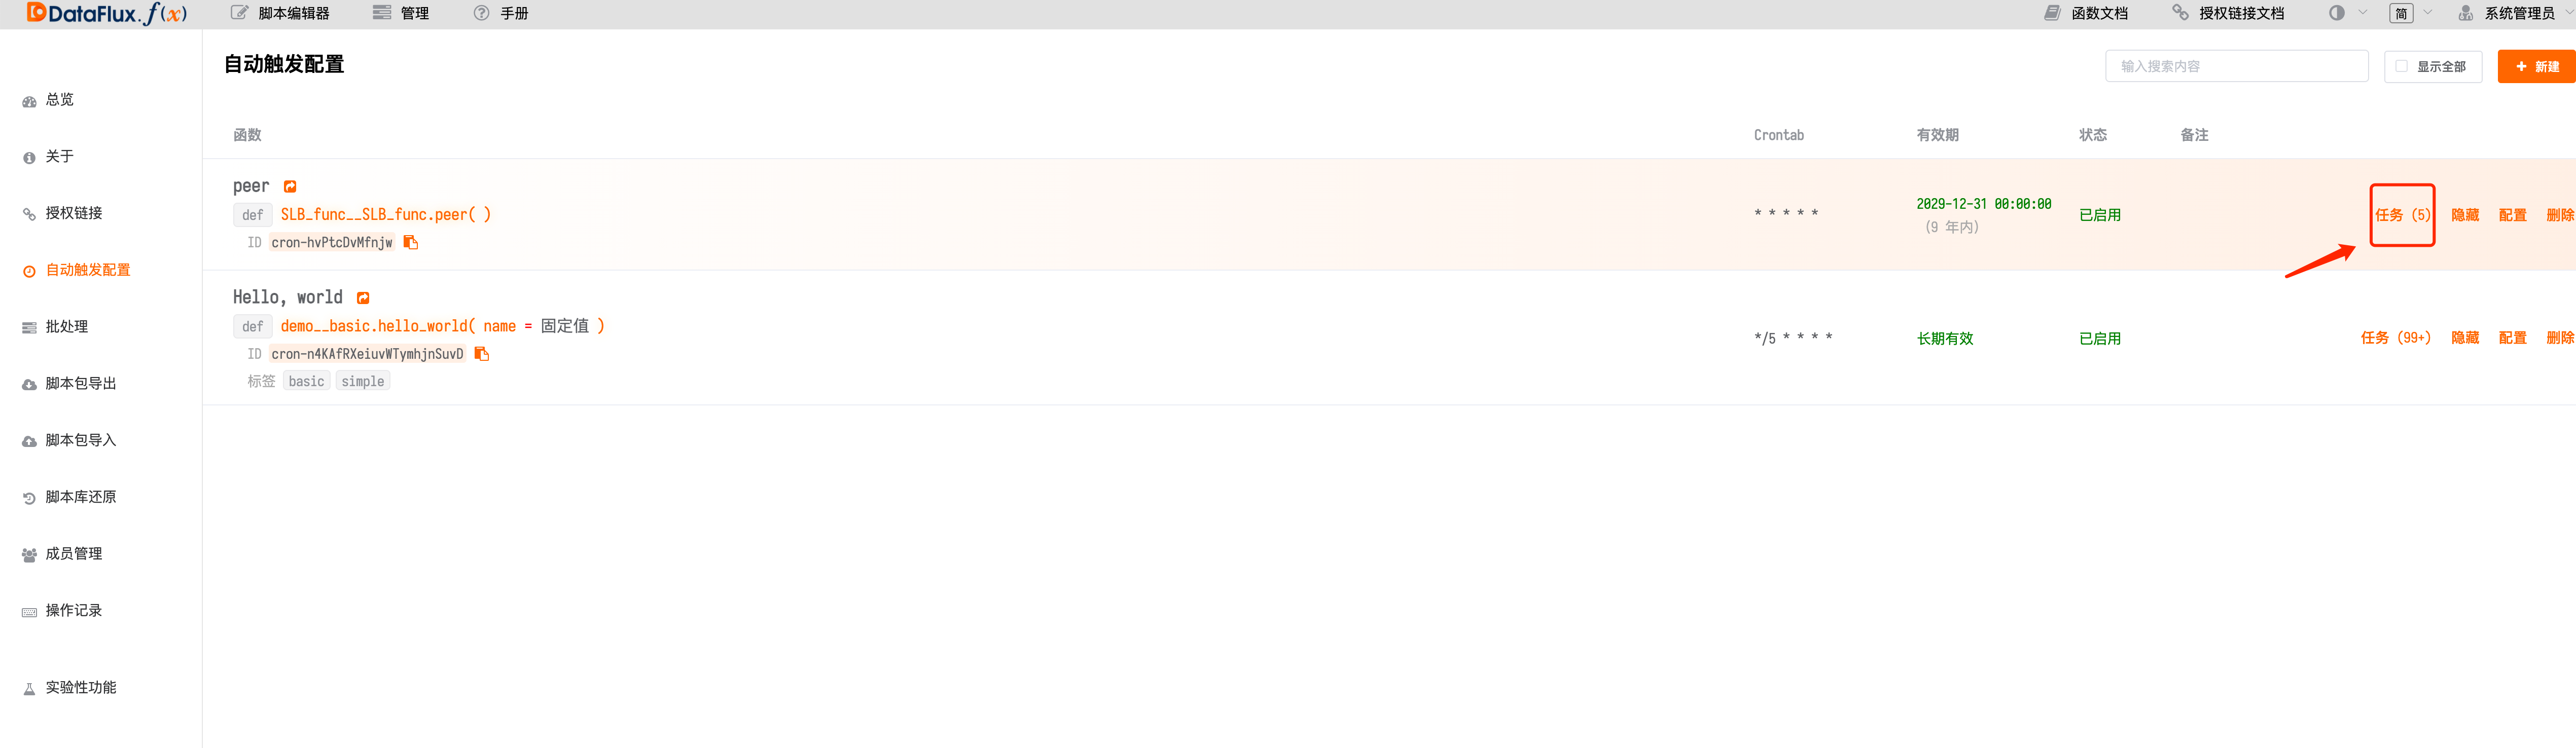 DataFlux.f(x) 脚本编辑器 管理 手册 函数文档 授权链接文档 简 系统管理员
自动触发配置 输入搜索内容 显示全部 + 新建
总览
关于
授权链接
自动触发配置
批处理
脚本包导出
脚本包导入
脚本库还原
成员管理
操作记录
实验性功能
函数 Crontab 有效期 状态 备注
peer
def SLB_func__SLB_func.peer( )
ID cron-hvPtcDvMfnjw
* * * * *
2029-12-31 00:00:00
(9 年内)
已启用
任务 (5) 隐藏 配置 删除
Hello, world
def demo__basic.hello_world( name = 固定值 )
ID cron-n4KAfRXeiuvWTymhjnSuvD
标签 basic simple
*/5 * * * *
长期有效
已启用
任务 (99+) 隐藏 配置 删除